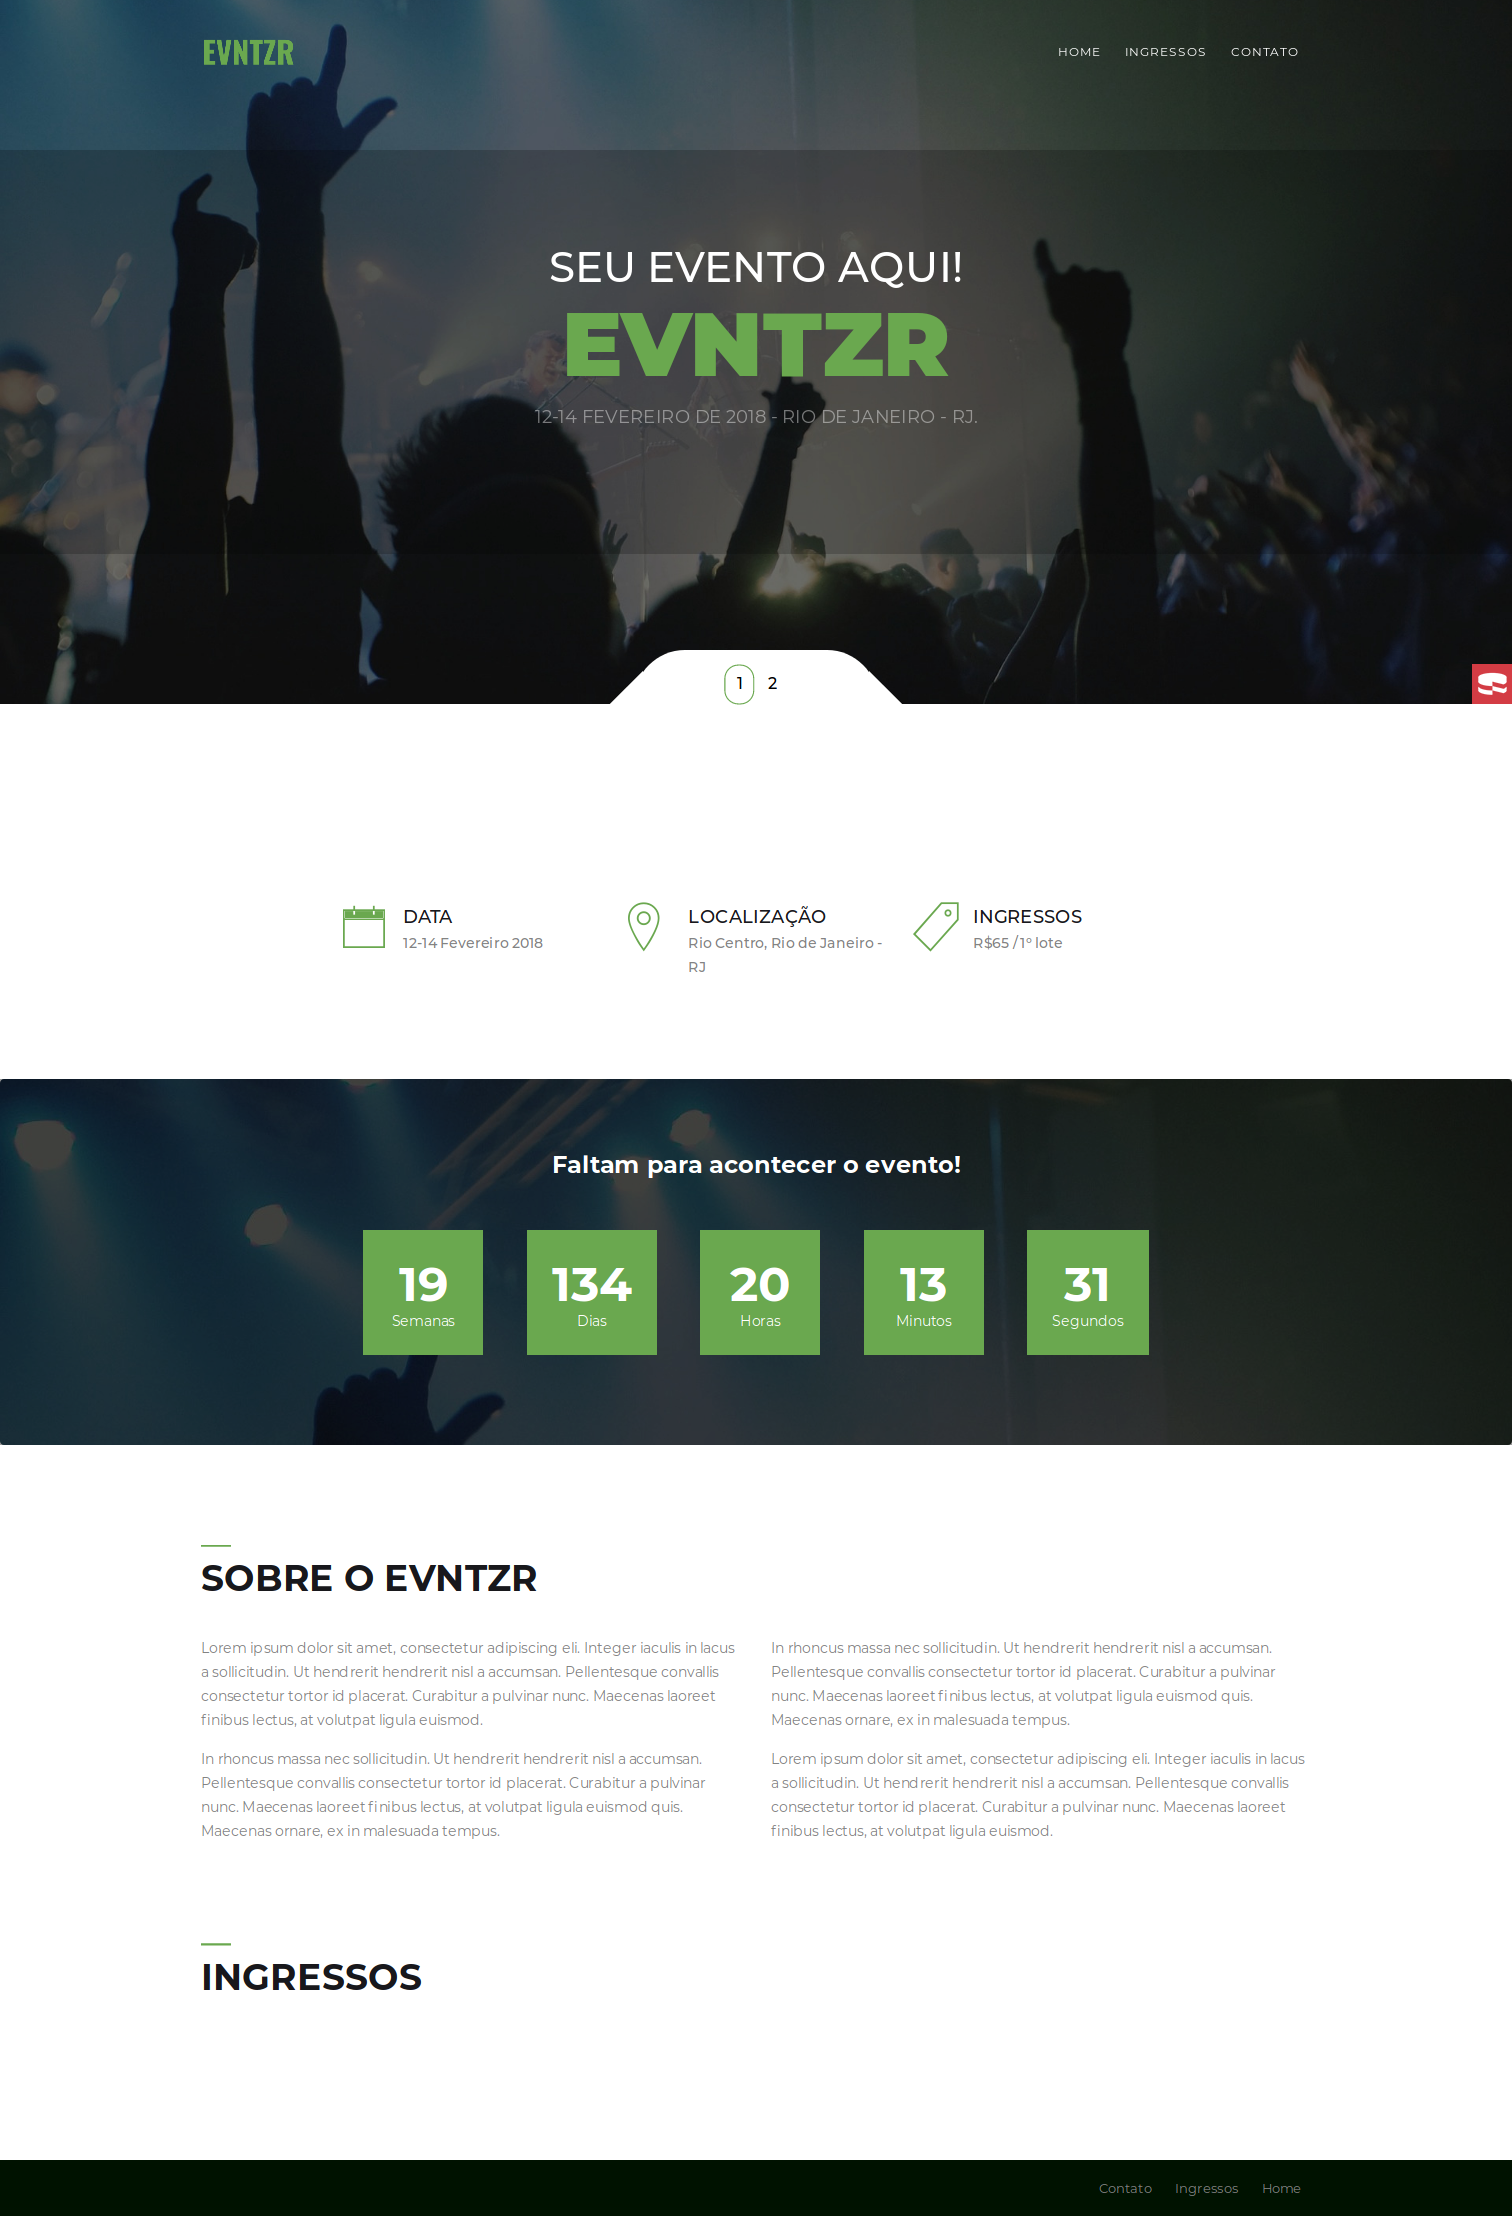 EVNTZR
HOME INGRESSOS CONTATO
SEU EVENTO AQUI!
EVNTZR
12-14 FEVEREIRO DE 2018 - RIO DE JANEIRO - RJ.
1 2
DATA
12-14 Fevereiro 2018
LOCALIZAÇÃO
Rio Centro, Rio de Janeiro -
RJ
INGRESSOS
R$65 / 1º lote
Faltam para acontecer o evento!
19
Semanas
134
Dias
20
Horas
13
Minutos
31
Segundos
SOBRE O EVNTZR
Lorem ipsum dolor sit amet, consectetur adipiscing eli. Integer iaculis in lacus
a sollicitudin. Ut hendrerit hendrerit nisl a accumsan. Pellentesque convallis
consectetur tortor id placerat. Curabitur a pulvinar nunc. Maecenas laoreet
finibus lectus, at volutpat ligula euismod.
In rhoncus massa nec sollicitudin. Ut hendrerit hendrerit nisl a accumsan.
Pellentesque convallis consectetur tortor id placerat. Curabitur a pulvinar
nunc. Maecenas laoreet finibus lectus, at volutpat ligula euismod quis.
Maecenas ornare, ex in malesuada tempus.
In rhoncus massa nec sollicitudin. Ut hendrerit hendrerit nisl a accumsan.
Pellentesque convallis consectetur tortor id placerat. Curabitur a pulvinar
nunc. Maecenas laoreet finibus lectus, at volutpat ligula euismod quis.
Maecenas ornare, ex in malesuada tempus.
Lorem ipsum dolor sit amet, consectetur adipiscing eli. Integer iaculis in lacus
a sollicitudin. Ut hendrerit hendrerit nisl a accumsan. Pellentesque convallis
consectetur tortor id placerat. Curabitur a pulvinar nunc. Maecenas laoreet
finibus lectus, at volutpat ligula euismod.
INGRESSOS
Contato Ingressos Home